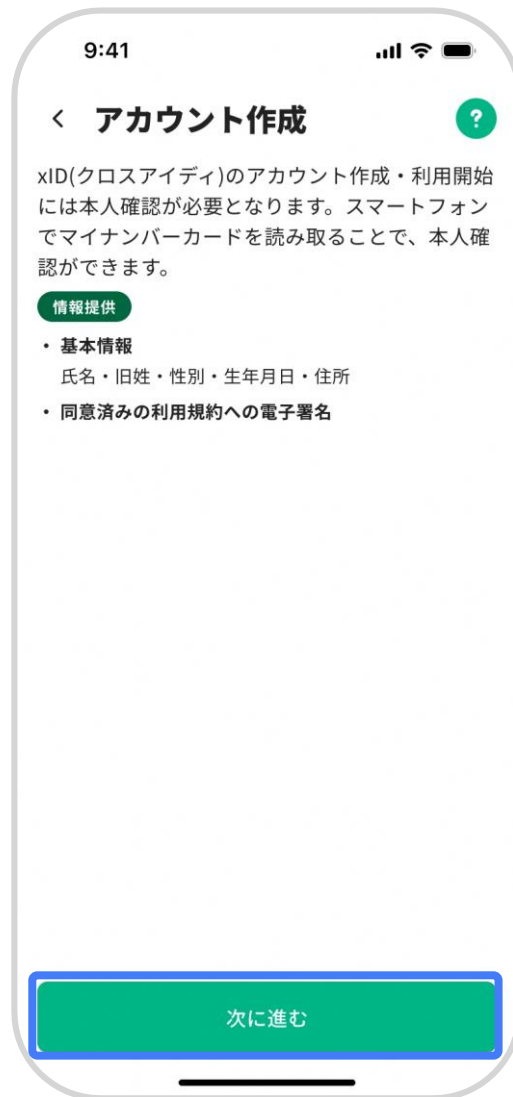 9:41
アカウント作成
?
xID(クロスアイディ)のアカウント作成・利用開始
には本人確認が必要となります。スマートフォン
でマイナンバーカードを読み取ることで、本人確
認ができます。
情報提供
・基本情報
氏名・旧姓・性別・生年月日・住所
・同意済みの利用規約への電子署名
次に進む